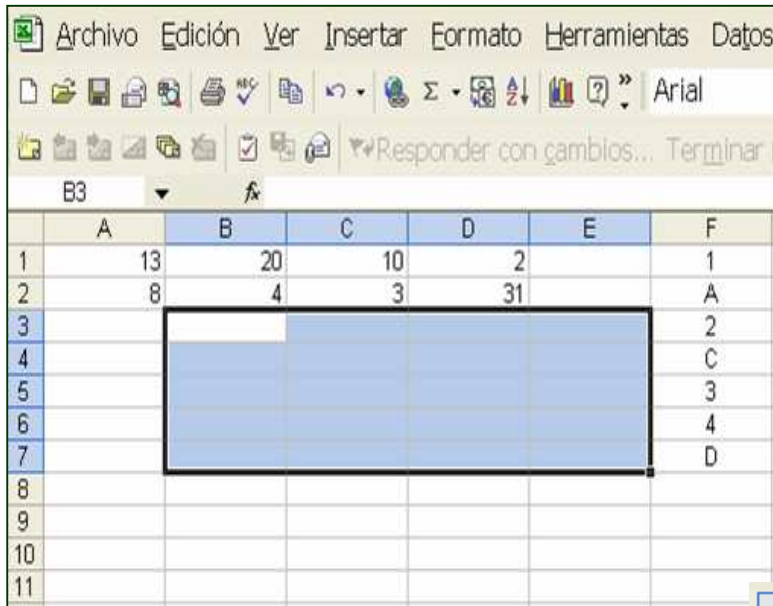 Archivo Edición Ver Insertar Formato Herramientas Datos
Σ Arial
Responder con cambios... Terminar
B3 fx
A B C D E F
1 13 20 10 2 1
2 8 4 3 31 A
3 2
4 C
5 3
6 4
7 D
8
9
10
11